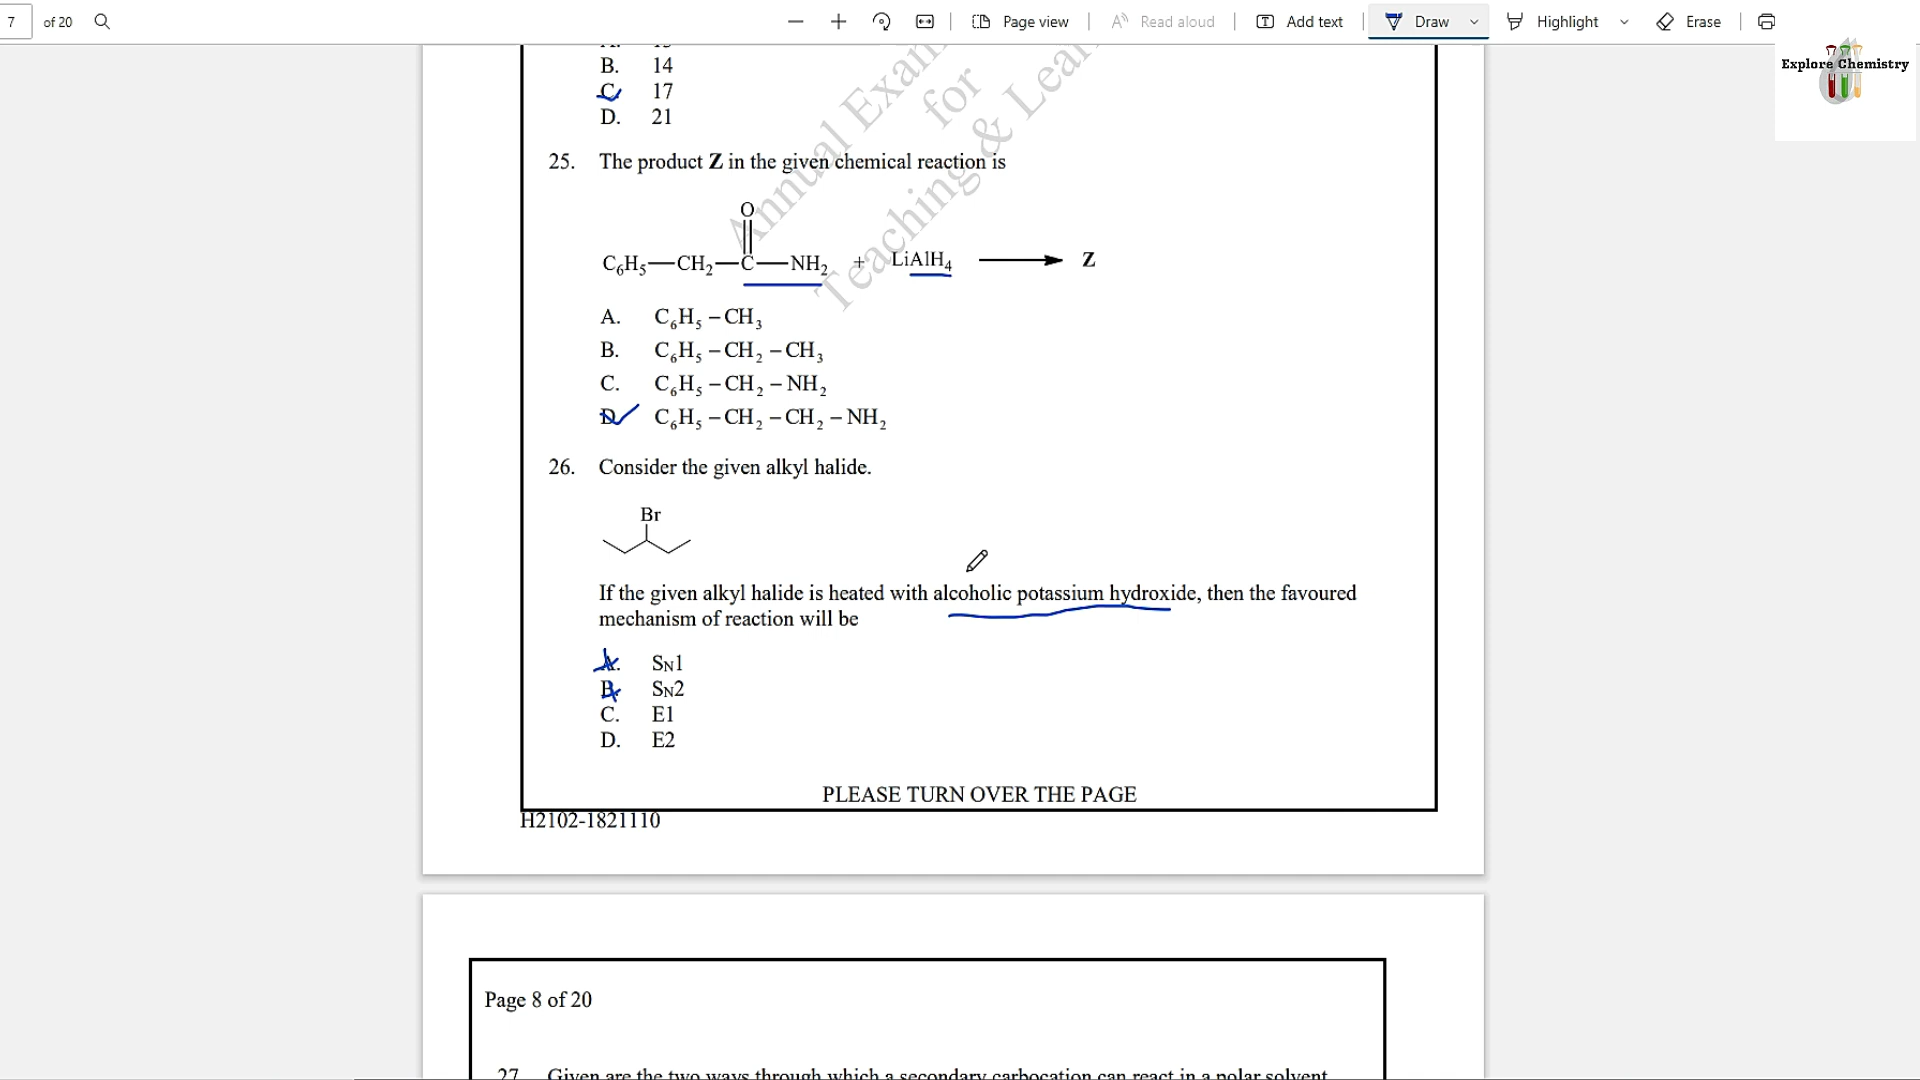 7 of 20 Page view Read aloud Add text Draw Highlight Erase
Explore Chemistry
B. 14
C. 17
D. 21
Annual Exam
for
Teaching & Lear
25. The product Z in the given chemical reaction is
O
C₆H₅—CH₂—C—NH₂ + LiAlH₄ Z
A. C₆H₅ – CH₃
B. C₆H₅ – CH₂ – CH₃
C. C₆H₅ – CH₂ – NH₂
D. C₆H₅ – CH₂ – CH₂ – NH₂
26. Consider the given alkyl halide.
Br
If the given alkyl halide is heated with alcoholic potassium hydroxide, then the favoured
mechanism of reaction will be
A. SN1
B. SN2
C. E1
D. E2
PLEASE TURN OVER THE PAGE
H2102-1821110
Page 8 of 20
27. Given are the two ways through which a secondary carbocation can react in a polar solvent